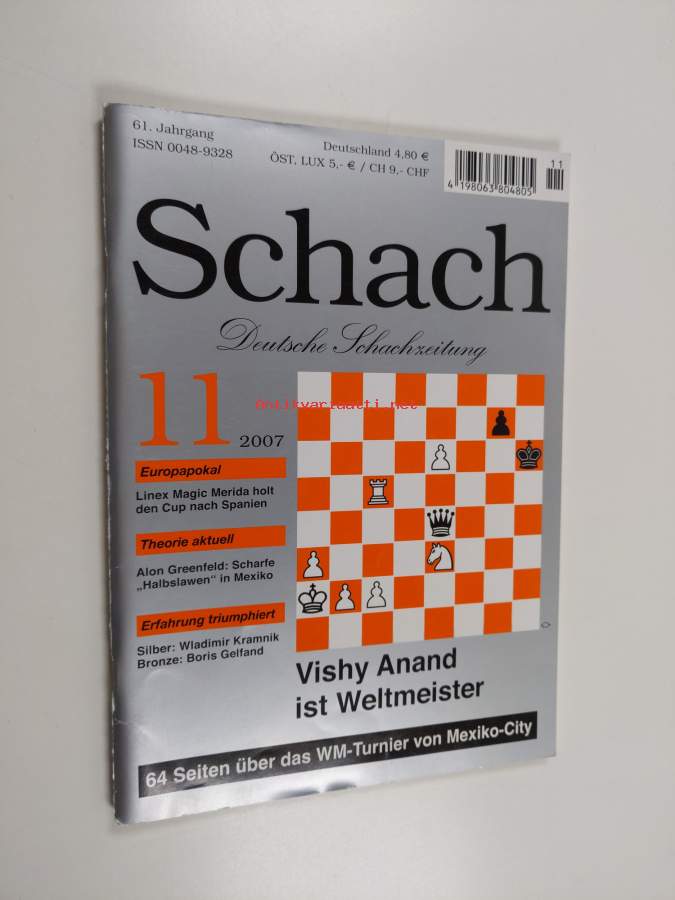 61. Jahrgang
ISSN 0048-9328
Deutschland 4,80 €
ÖST. LUX 5,- € / CH 9,- CHF
11
4 198063 804805
Schach
Deutsche Schachzeitung
11 2007
antikvariaatti.net
Europapokal
Linex Magic Merida holt
den Cup nach Spanien
Theorie aktuell
Alon Greenfeld: Scharfe
„Halbslawen“ in Mexiko
Erfahrung triumphiert
Silber: Wladimir Kramnik
Bronze: Boris Gelfand
Vishy Anand
ist Weltmeister
64 Seiten über das WM-Turnier von Mexiko-City